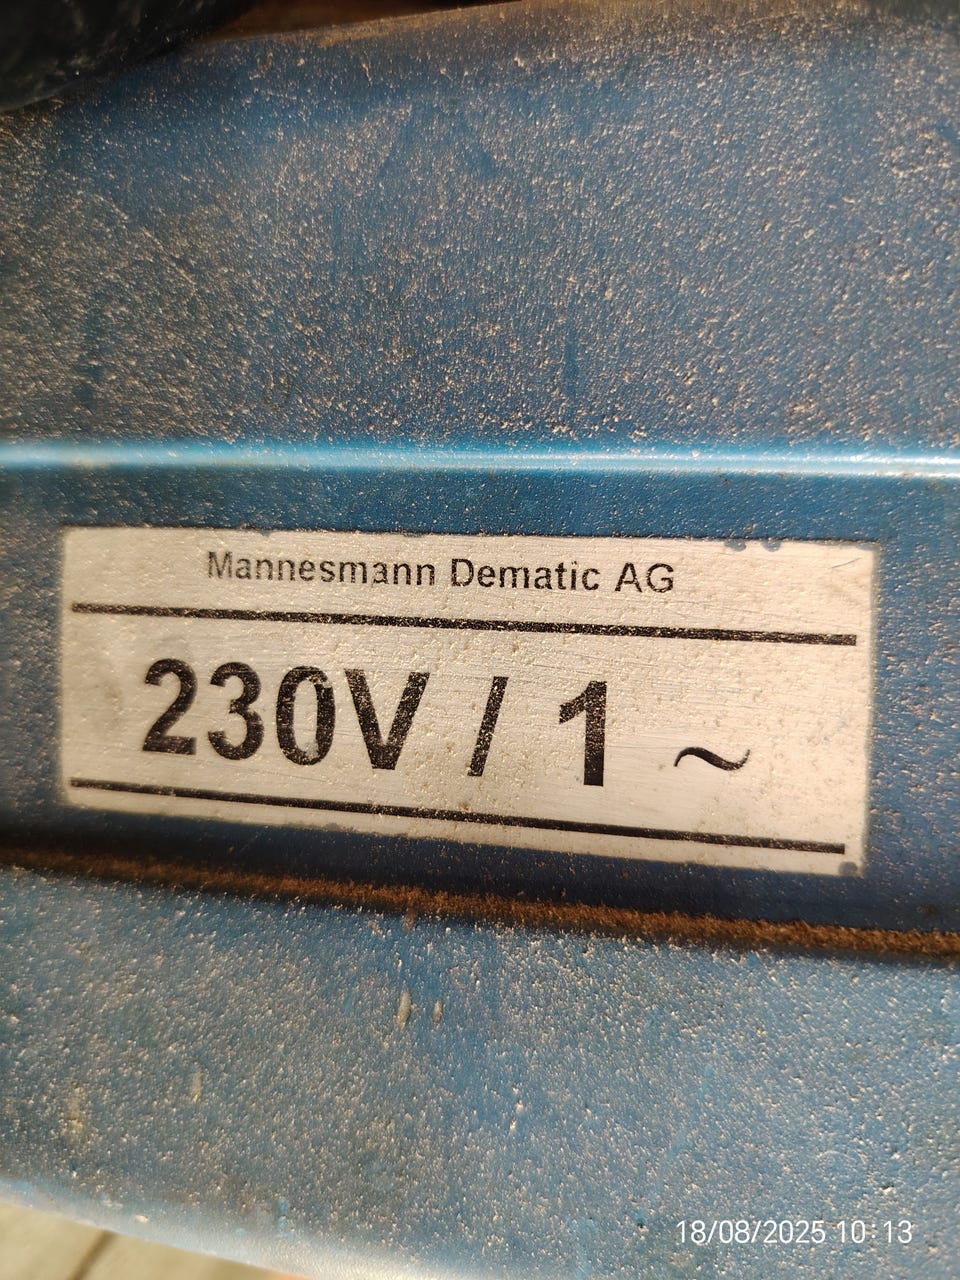 Mannesmann Dematic AG
230V / 1 ~
18/08/2025 10:13